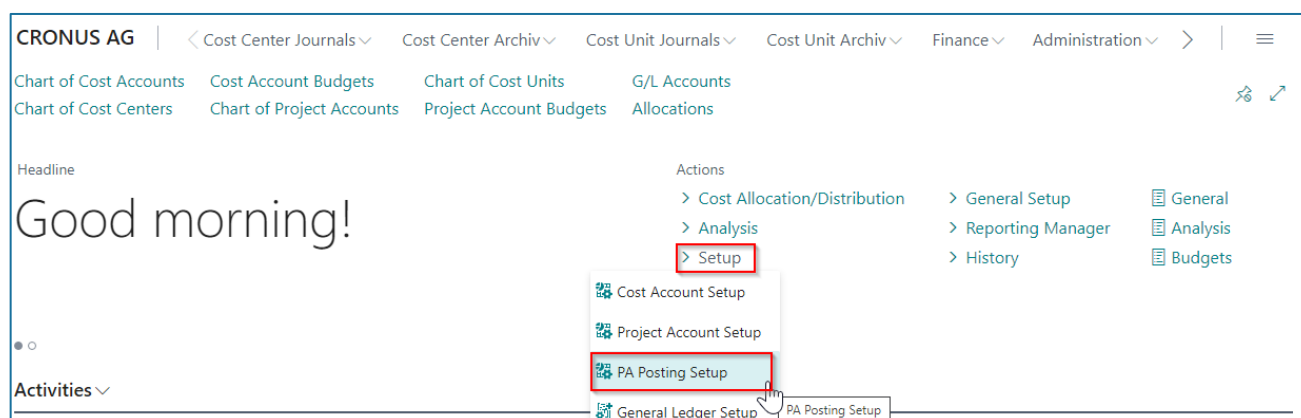 CRONUS AG
Cost Center Journals
Cost Center Archiv
Cost Unit Journals
Cost Unit Archiv
Finance
Administration
Chart of Cost Accounts
Cost Account Budgets
Chart of Cost Units
G/L Accounts
Chart of Cost Centers
Chart of Project Accounts
Project Account Budgets
Allocations
Headline
Good morning!
Actions
Cost Allocation/Distribution
General Setup
General
Analysis
Reporting Manager
Analysis
Setup
History
Budgets
Cost Account Setup
Project Account Setup
PA Posting Setup
General Ledger Setup
PA Posting Setup
Activities